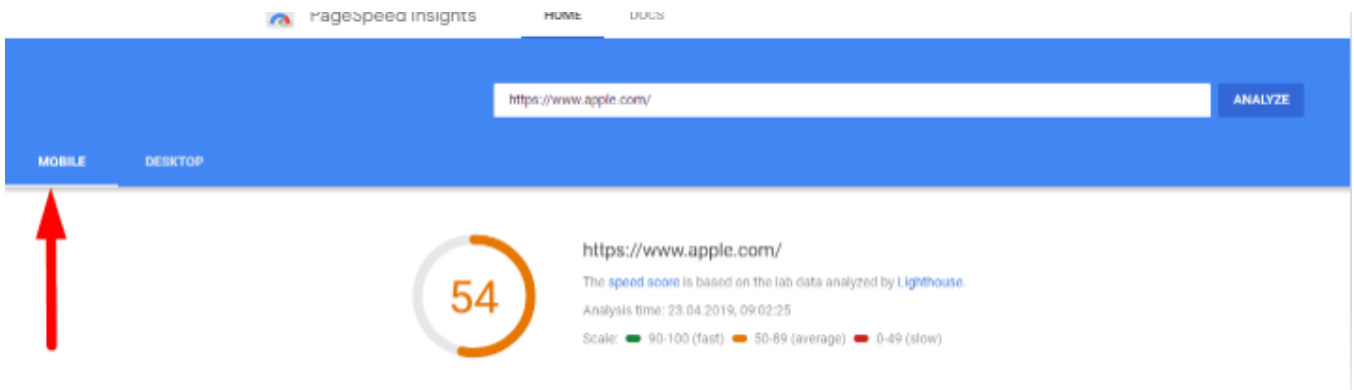 PageSpeed Insights HOME DOCS
https://www.apple.com/ ANALYZE
MOBILE DESKTOP
54
https://www.apple.com/
The speed score is based on the lab data analyzed by Lighthouse.
Analysis time: 23.04.2019, 09:02:25
Scale: 90-100 (fast) 50-89 (average) 0-49 (slow)